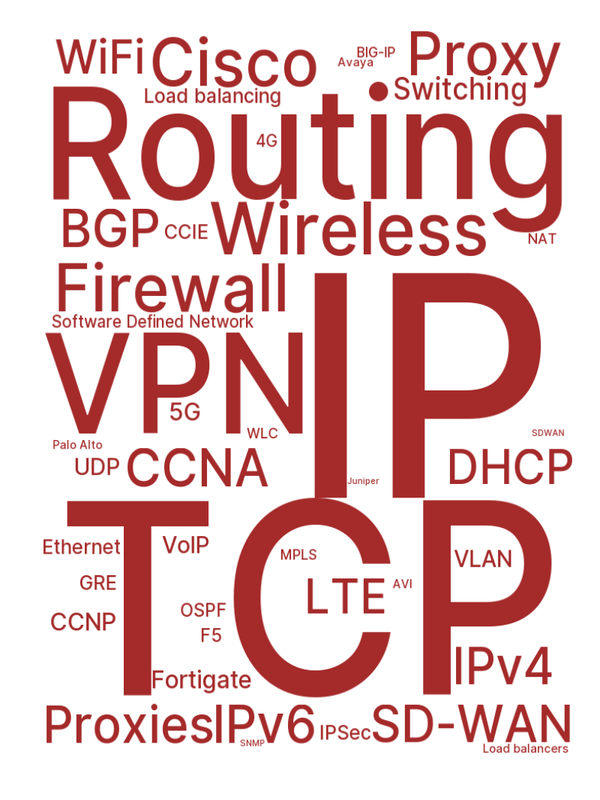 WiFi
Cisco
BIG-IP
Avaya
Proxy
Load balancing
Switching
Routing
4G
BGP
CCIE
Wireless
NAT
Firewall
Software Defined Network
IP
VPN
5G
WLC
SDWAN
Palo Alto
UDP
CCNA
Juniper
DHCP
TCP
Ethernet
VoIP
MPLS
VLAN
GRE
LTE
AVI
CCNP
OSPF
F5
IPv4
Fortigate
Proxies
IPv6
SNMP
IPSec
SD-WAN
Load balancers